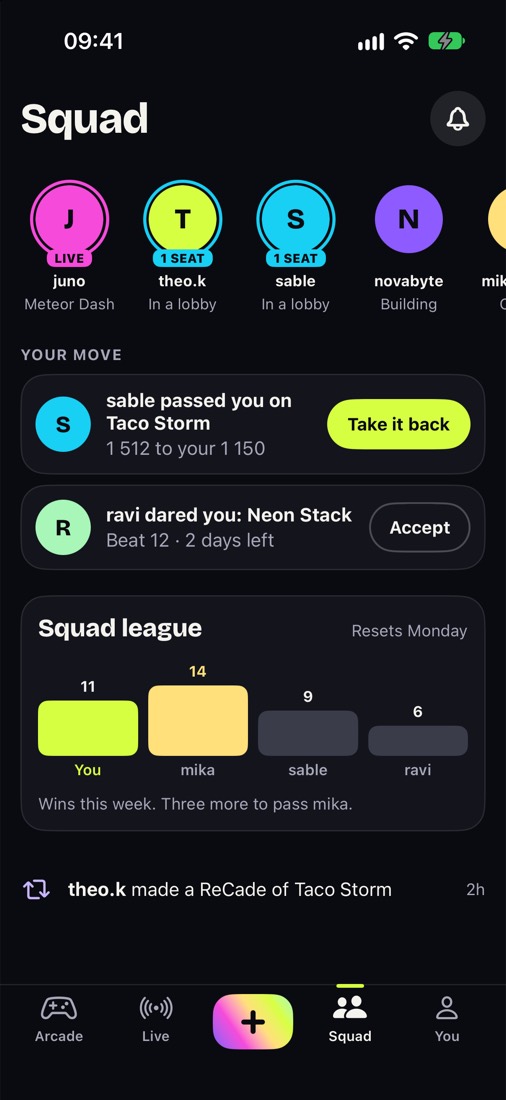 09:41
Squad
J
T
S
N
LIVE
1 SEAT
1 SEAT
juno
theo.k
sable
novabyte
mik
Meteor Dash
In a lobby
In a lobby
Building
YOUR MOVE
S
sable passed you on
Taco Storm
1 512 to your 1 150
Take it back
R
ravi dared you: Neon Stack
Beat 12 · 2 days left
Accept
Squad league
Resets Monday
11
14
9
6
You
mika
sable
ravi
Wins this week. Three more to pass mika.
theo.k made a ReCade of Taco Storm
2h
Arcade
Live
+
Squad
You